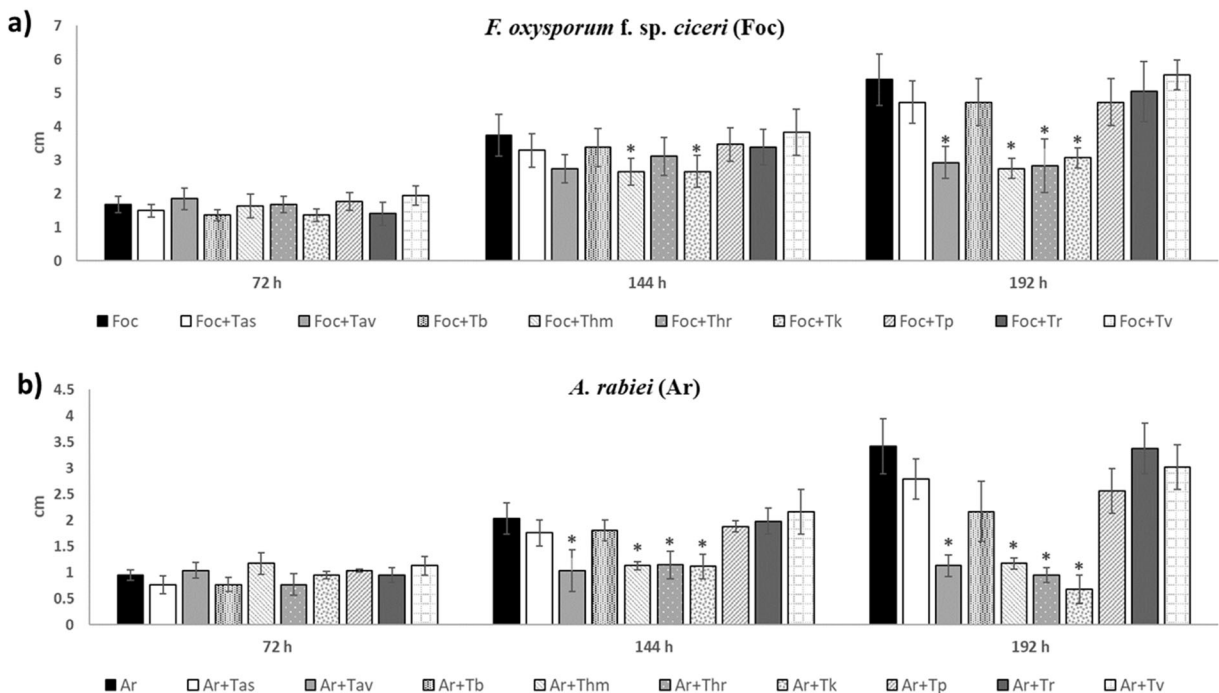 a)
F. oxysporum f. sp. ciceri (Foc)
7
6
5
4
3
2
1
0
cm
* * * * * *
72 h 144 h 192 h
Foc Foc+Tas Foc+Tav Foc+Tb Foc+Thm Foc+Thr Foc+Tk Foc+Tp Foc+Tr Foc+Tv
b)
A. rabiei (Ar)
4.5
4
3.5
3
2.5
2
1.5
1
0.5
0
cm
* * * * * * * *
72 h 144 h 192 h
Ar Ar+Tas Ar+Tav Ar+Tb Ar+Thm Ar+Thr Ar+Tk Ar+Tp Ar+Tr Ar+Tv